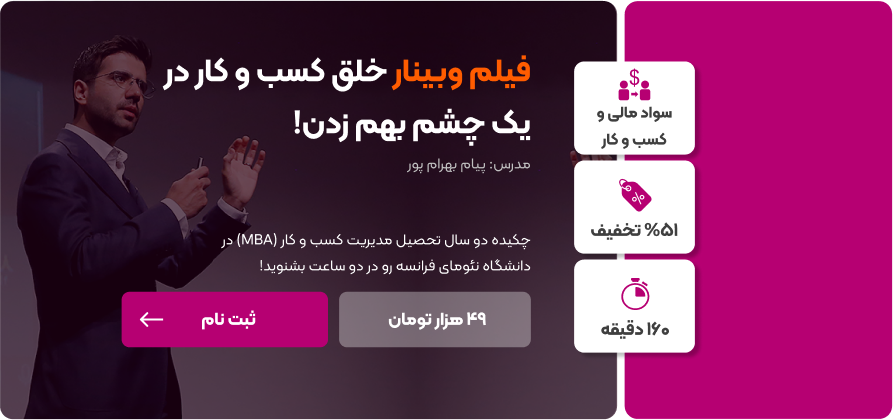 فیلم وبینار خلق کسب و کار در
یک چشم بهم زدن!
مدرس: پیام بهرام پور
چکیده دو سال تحصیل مدیریت کسب و کار (MBA) در
دانشگاه نئومای فرانسه رو در دو ساعت بشنوید!
۴۹ هزار تومان
ثبت نام
سواد مالی و
کسب و کار
۵۱% تخفیف
۱۶۰ دقیقه